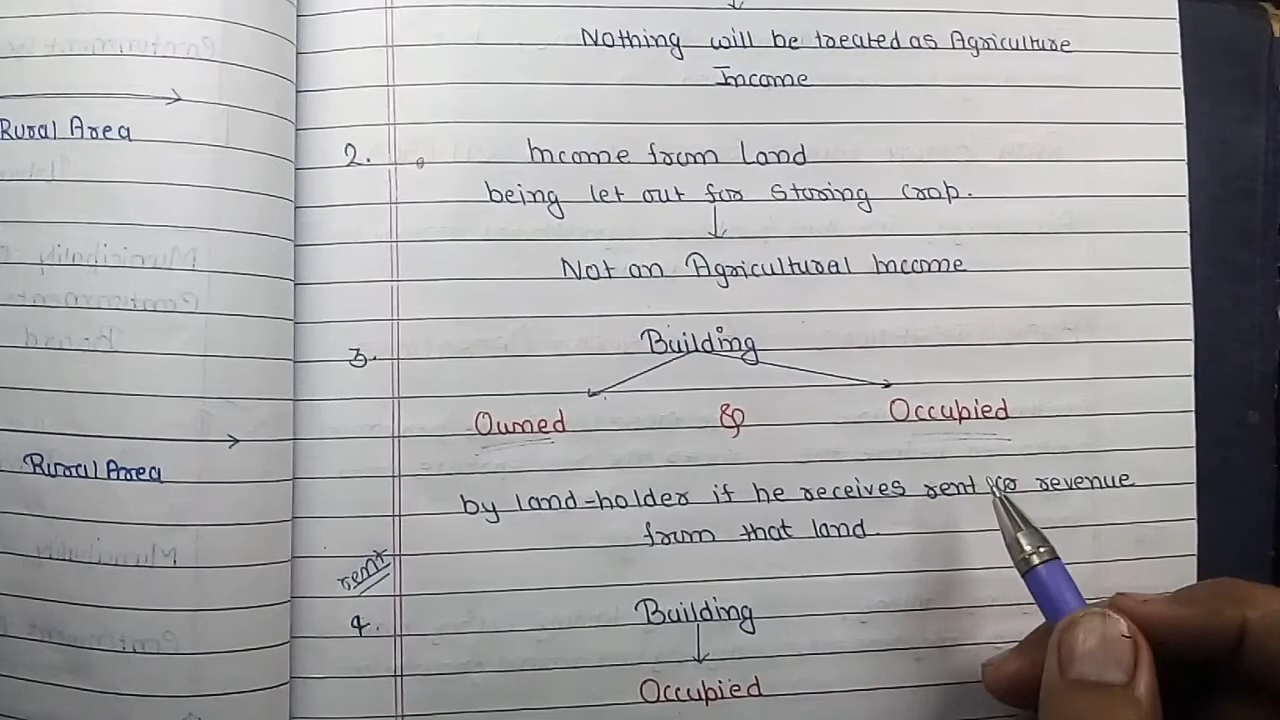 Rural Area
Rural Area
Nothing will be treated as Agriculture
Income
2. Income from Land
being let out for storing crop.
Not an Agricultural Income
3. Building
Owned & Occupied
by land-holder if he receives rent or revenue
from that land.
rent
4. Building
Occupied